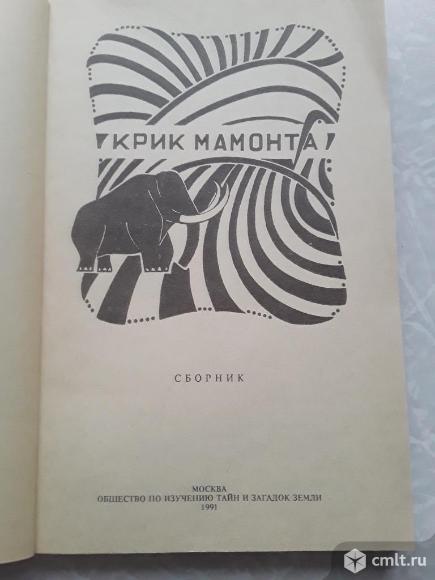 КРИК МАМОНТА
СБОРНИК
МОСКВА
ОБЩЕСТВО ПО ИЗУЧЕНИЮ ТАЙН И ЗАГАДОК ЗЕМЛИ
1991
cmlt.ru